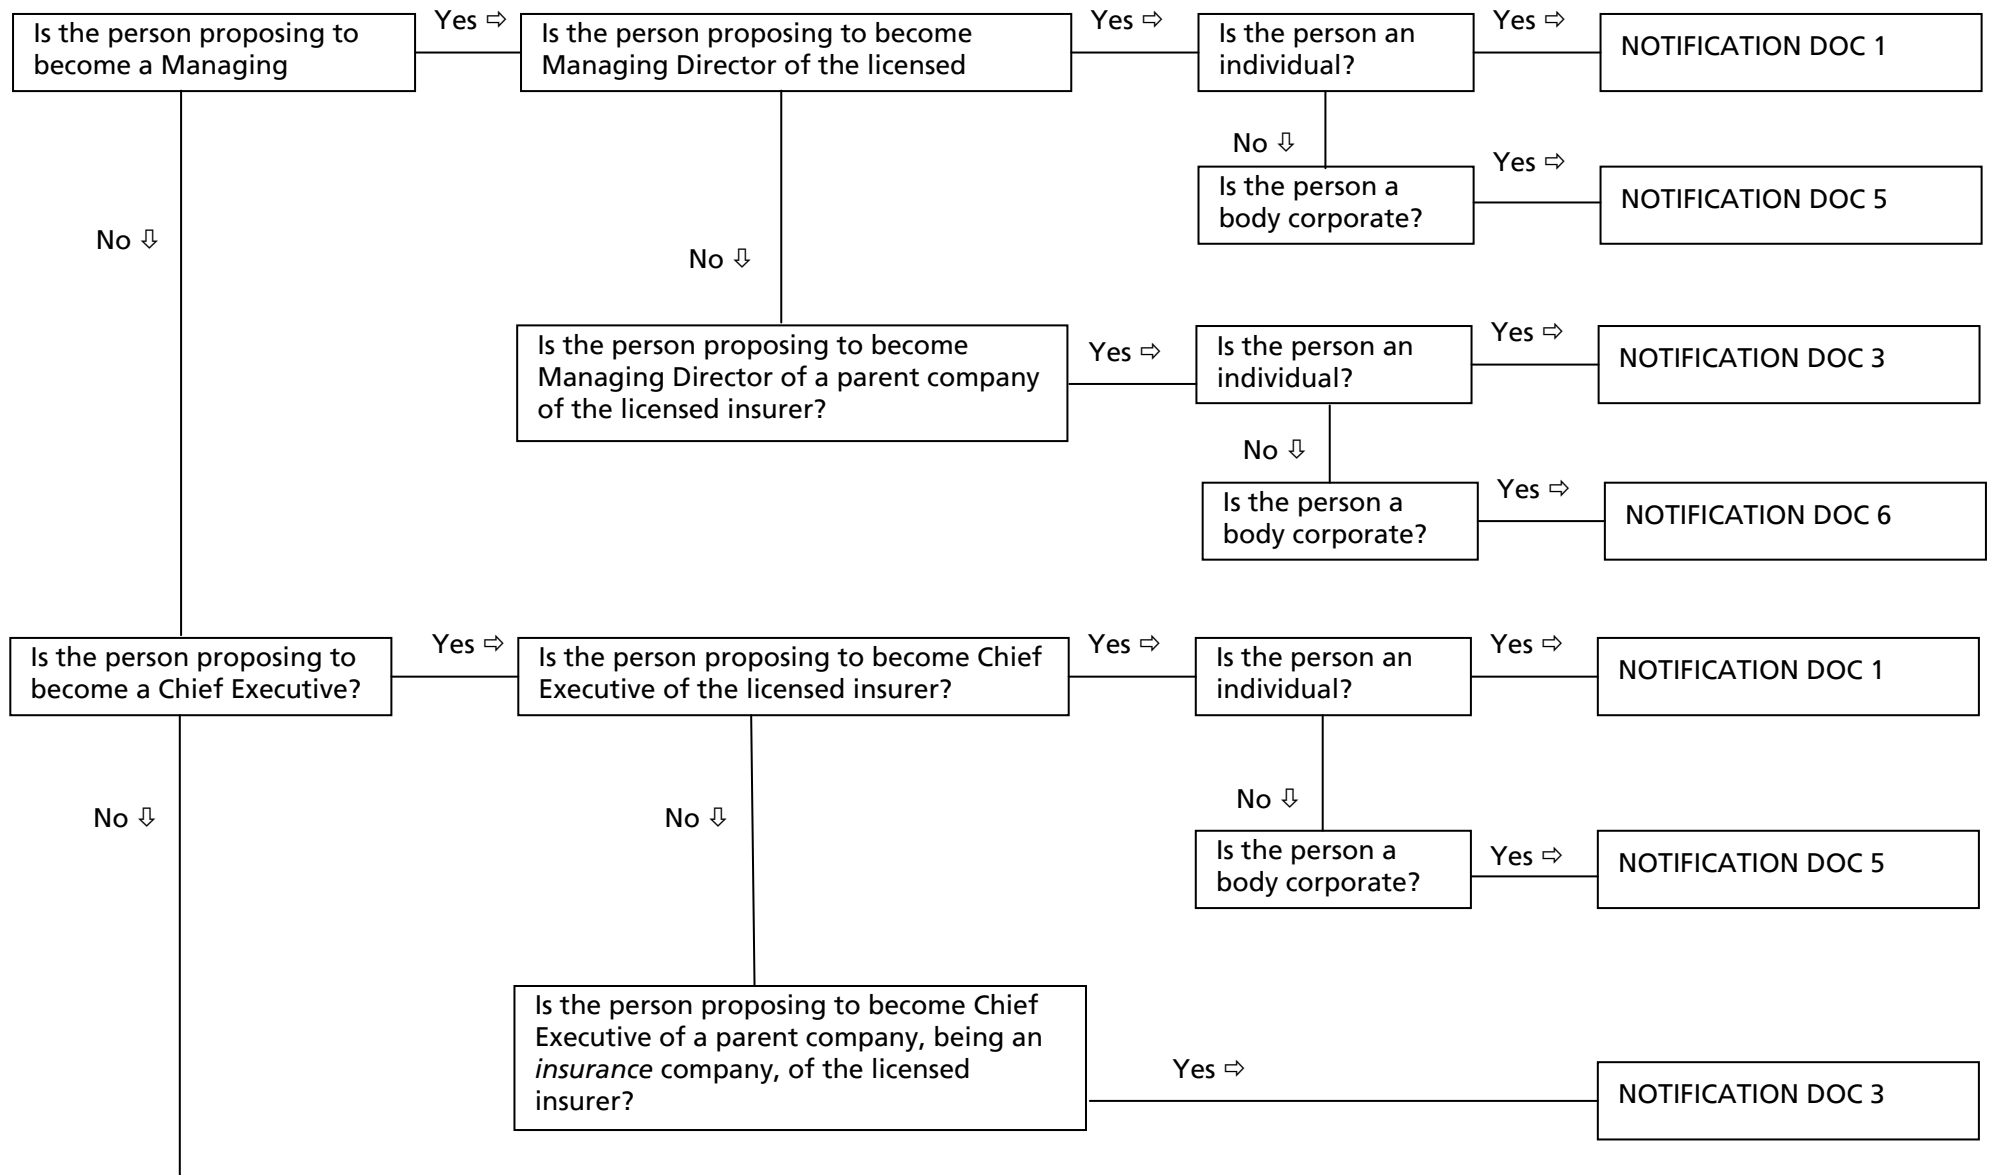 Is the person proposing to
become a Managing
Yes ⇨
Is the person proposing to become
Managing Director of the licensed
Yes ⇨
Is the person an
individual?
Yes ⇨
NOTIFICATION DOC 1
No ⇩
Is the person a
body corporate?
Yes ⇨
NOTIFICATION DOC 5
No ⇩
No ⇩
Is the person proposing to become
Managing Director of a parent company
of the licensed insurer?
Yes ⇨
Is the person an
individual?
Yes ⇨
NOTIFICATION DOC 3
No ⇩
Is the person a
body corporate?
Yes ⇨
NOTIFICATION DOC 6
Is the person proposing to
become a Chief Executive?
Yes ⇨
Is the person proposing to become Chief
Executive of the licensed insurer?
Yes ⇨
Is the person an
individual?
Yes ⇨
NOTIFICATION DOC 1
No ⇩
No ⇩
No ⇩
Is the person a
body corporate?
Yes ⇨
NOTIFICATION DOC 5
Is the person proposing to become Chief
Executive of a parent company, being an
insurance company, of the licensed
insurer?
Yes ⇨
NOTIFICATION DOC 3